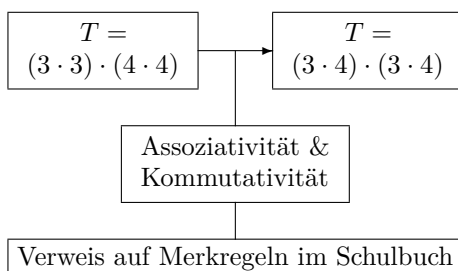 T =
(3 · 3) · (4 · 4)
T =
(3 · 4) · (3 · 4)
Assoziativität &
Kommutativität
Verweis auf Merkregeln im Schulbuch